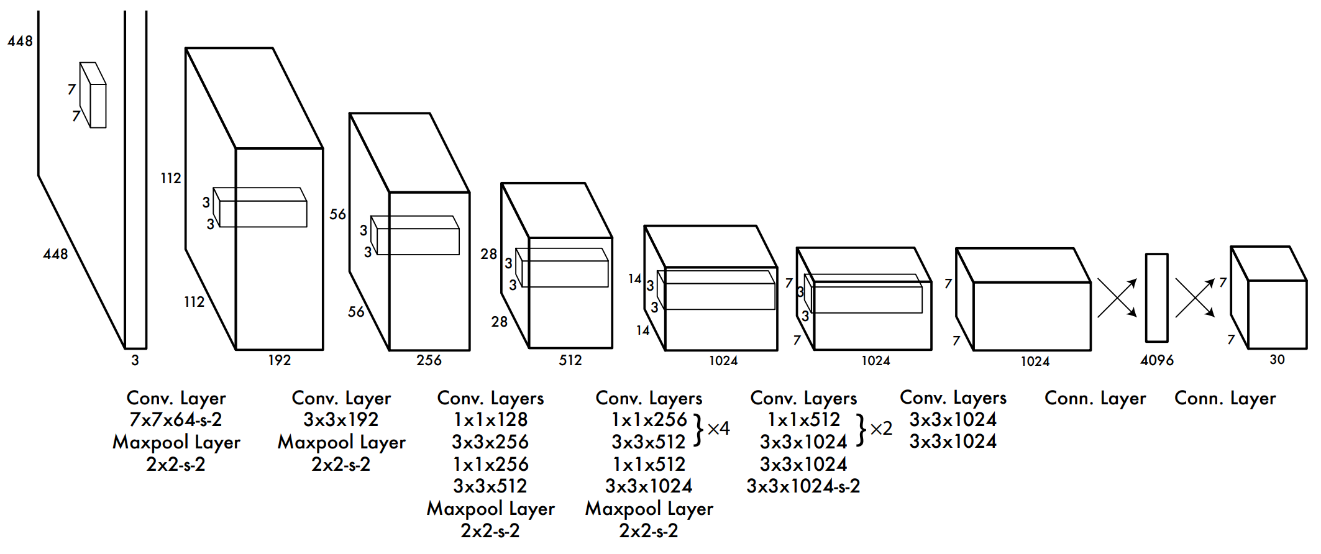 448
7
7
448
3
112
3
3
112
192
56
3
3
56
256
28
3
3
28
512
14
3
3
14
1024
7
3
3
7
1024
7
7
1024
4096
7
7
30
Conv. Layer
7x7x64-s-2
Maxpool Layer
2x2-s-2
Conv. Layer
3x3x192
Maxpool Layer
2x2-s-2
Conv. Layers
1x1x128
3x3x256
1x1x256
3x3x512
Maxpool Layer
2x2-s-2
Conv. Layers
1x1x256
3x3x512
} ×4
1x1x512
3x3x1024
Maxpool Layer
2x2-s-2
Conv. Layers
1x1x512
3x3x1024
} ×2
3x3x1024
3x3x1024-s-2
Conv. Layers
3x3x1024
3x3x1024
Conn. Layer
Conn. Layer